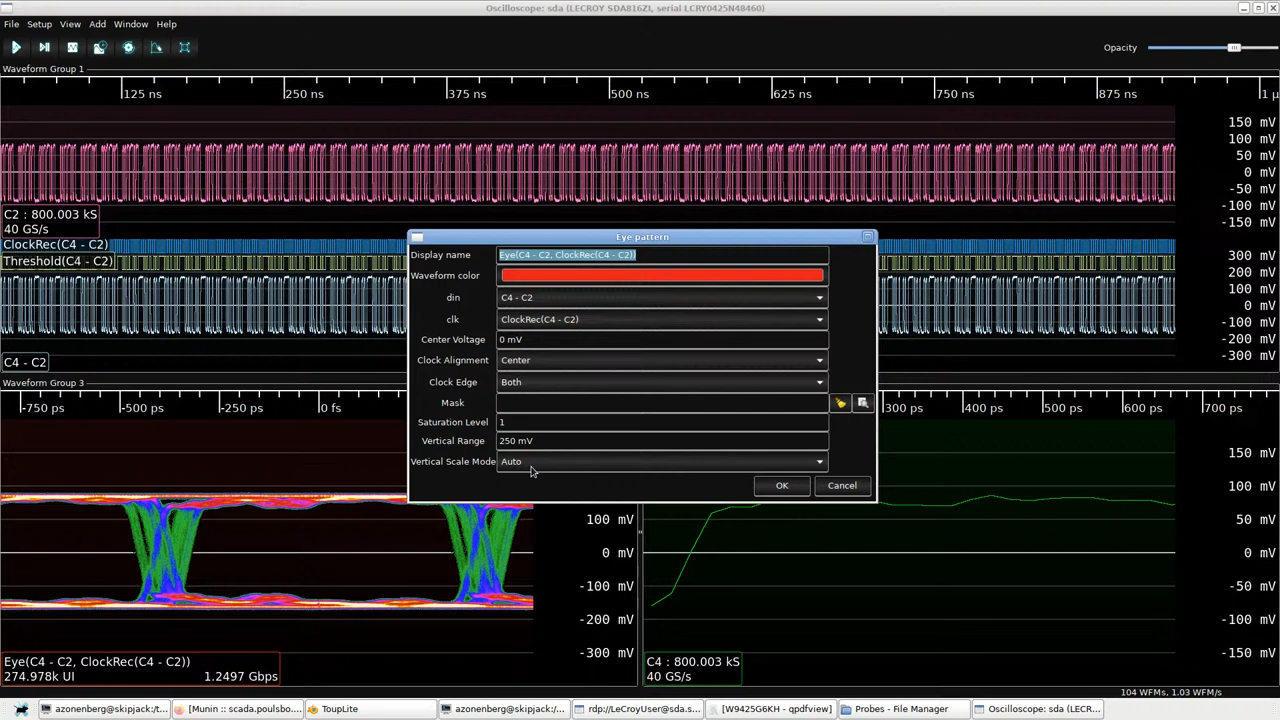 Oscilloscope: sda (LECROY SDA816ZI, serial LCRY0425N48460)
File Setup View Add Window Help
Opacity
Waveform Group 1
125 ns 250 ns 375 ns 500 ns 625 ns 750 ns 875 ns 1 µ
150 mV
100 mV
50 mV
0 mV
-50 mV
-100 mV
-150 mV
C2 : 800.003 kS
40 GS/s
ClockRec(C4 - C2)
Threshold(C4 - C2)
300 mV
200 mV
100 mV
0 mV
-100 mV
-200 mV
-300 mV
C4 - C2
Eye pattern
Display name Eye(C4 - C2, ClockRec(C4 - C2))
Waveform color
din C4 - C2
clk ClockRec(C4 - C2)
Center Voltage 0 mV
Clock Alignment Center
Clock Edge Both
Mask
Saturation Level 1
Vertical Range 250 mV
Vertical Scale Mode Auto
OK Cancel
Waveform Group 3
-750 ps -500 ps -250 ps 0 fs
100 mV
0 mV
-100 mV
-200 mV
-300 mV
Eye(C4 - C2, ClockRec(C4 - C2))
274.978k UI 1.2497 Gbps
300 ps 400 ps 500 ps 600 ps 700 ps
150 mV
100 mV
50 mV
0 mV
-50 mV
-100 mV
-150 mV
C4 : 800.003 kS
40 GS/s
104 WFMs, 1.03 WFM/s
azonenberg@skipjack:/t... [Munin :: scada.poulsbo... ToupLite azonenberg@skipjack:/... rdp://LeCroyUser@sda.s... [W9425G6KH - qpdfview] Probes - File Manager Oscilloscope: sda (LECR...